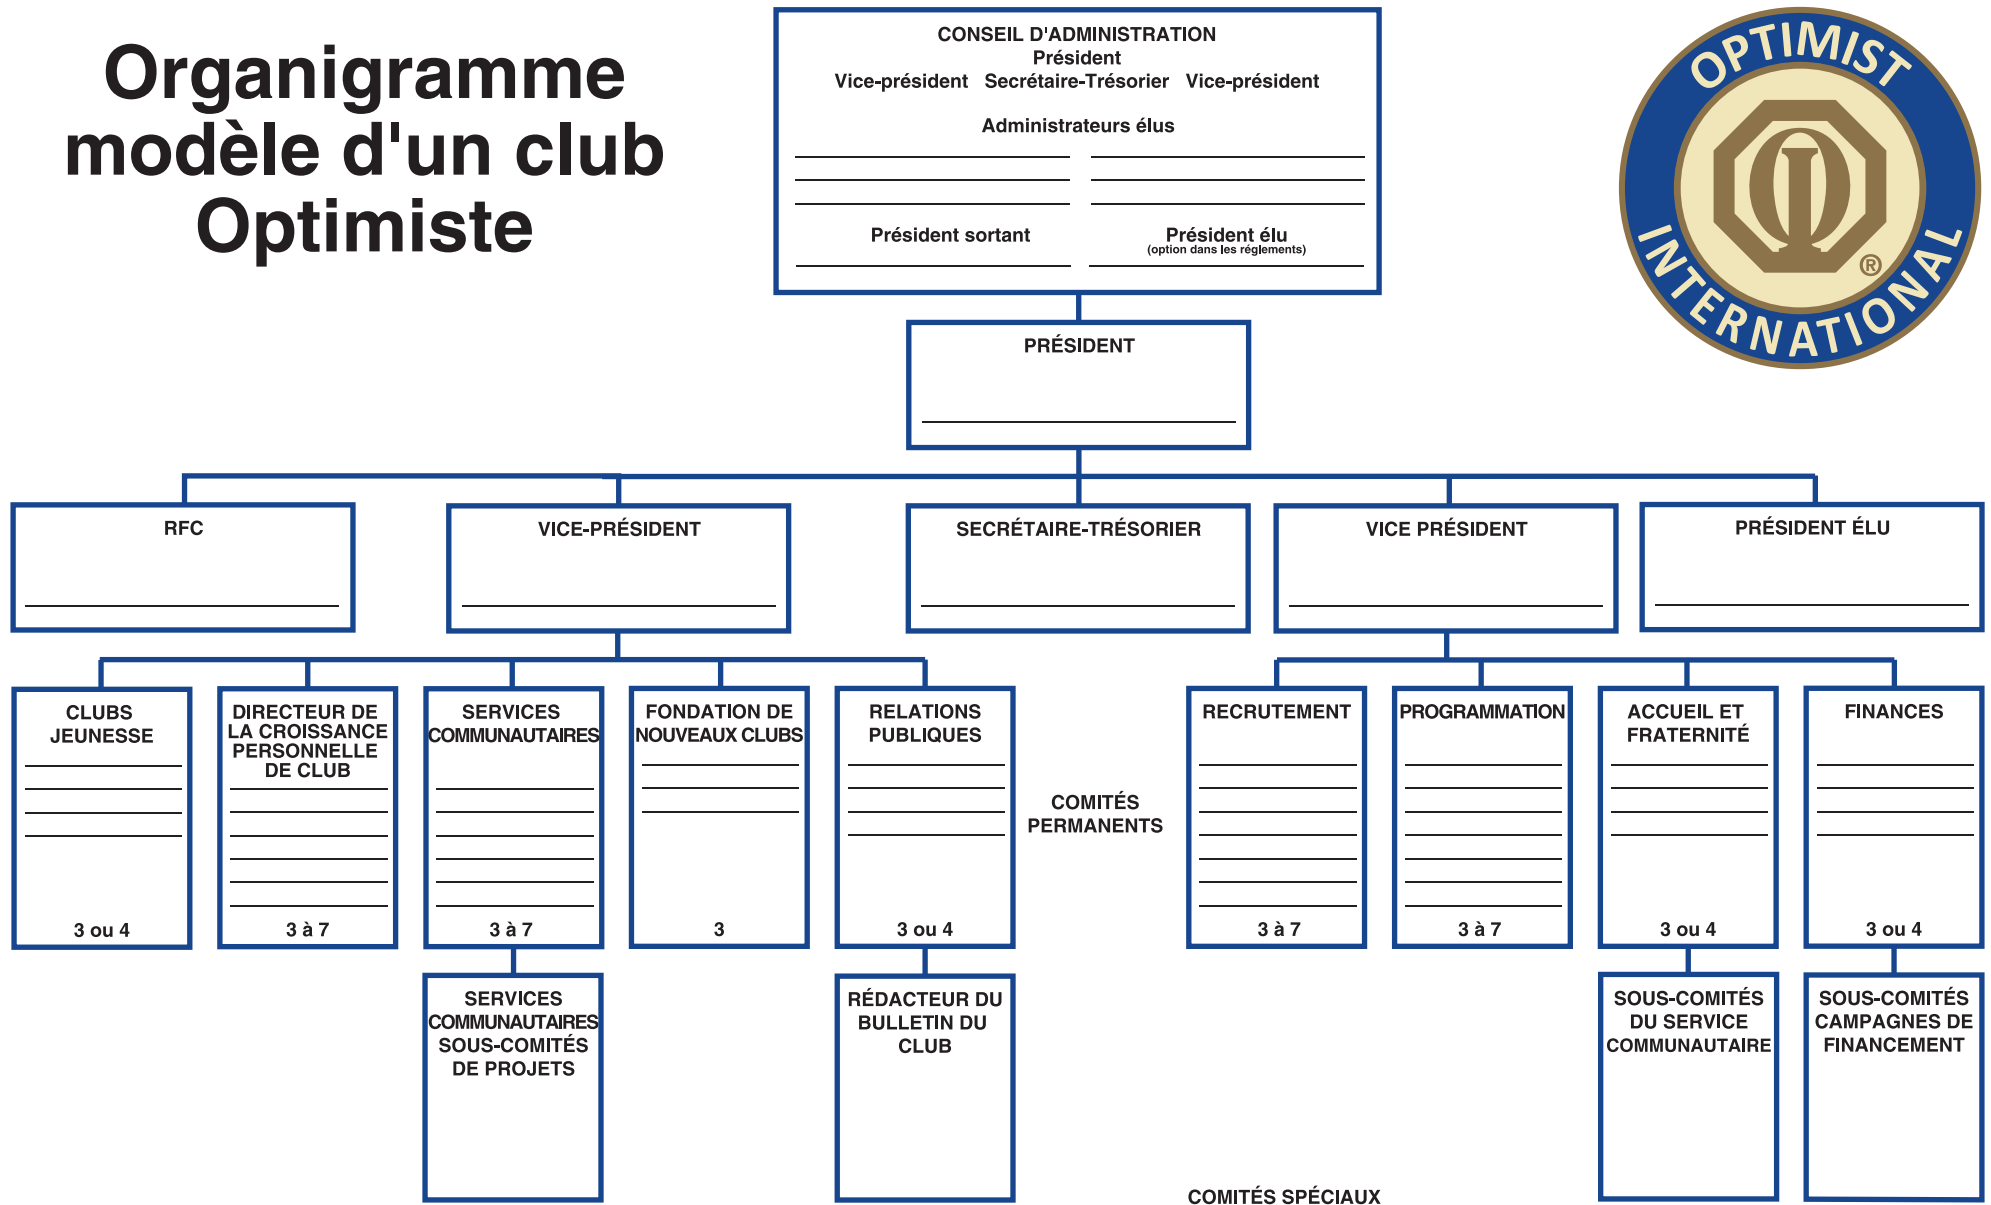 Organigramme
modèle d'un club
Optimiste
CONSEIL D'ADMINISTRATION
Président
Vice-président Secrétaire-Trésorier Vice-président
Administrateurs élus
Président sortant
Président élu
(option dans les réglements)
OPTIMIST
INTERNATIONAL
®
PRÉSIDENT
RFC
VICE-PRÉSIDENT
SECRÉTAIRE-TRÉSORIER
VICE PRÉSIDENT
PRÉSIDENT ÉLU
CLUBS
JEUNESSE
3 ou 4
DIRECTEUR DE
LA CROISSANCE
PERSONNELLE
DE CLUB
3 à 7
SERVICES
COMMUNAUTAIRES
3 à 7
FONDATION DE
NOUVEAUX CLUBS
3
RELATIONS
PUBLIQUES
3 ou 4
COMITÉS
PERMANENTS
RECRUTEMENT
3 à 7
PROGRAMMATION
3 à 7
ACCUEIL ET
FRATERNITÉ
3 ou 4
FINANCES
3 ou 4
SERVICES
COMMUNAUTAIRES
SOUS-COMITÉS
DE PROJETS
RÉDACTEUR DU
BULLETIN DU
CLUB
SOUS-COMITÉS
DU SERVICE
COMMUNAUTAIRE
SOUS-COMITÉS
CAMPAGNES DE
FINANCEMENT
COMITÉS SPÉCIAUX